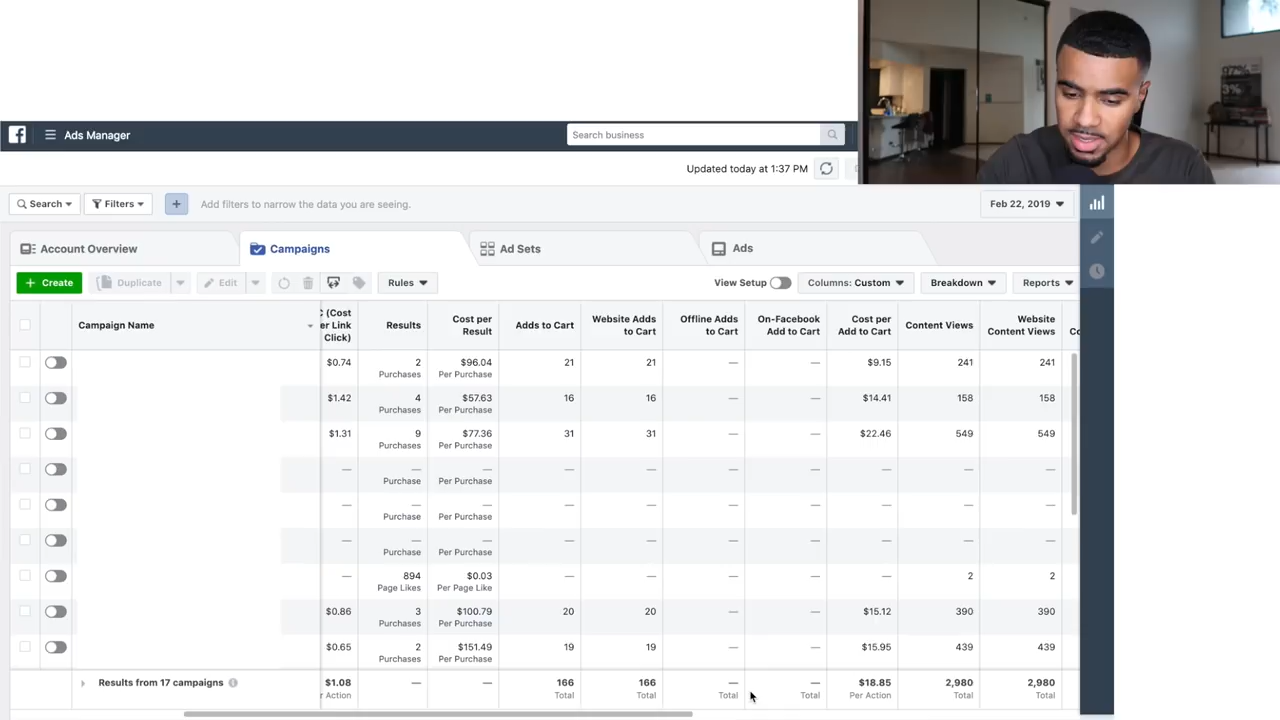 Ads Manager
Search business
Updated today at 1:37 PM
Search
Filters
Add filters to narrow the data you are seeing.
Feb 22, 2019
Account Overview
Campaigns
Ad Sets
Ads
+ Create
Duplicate
Edit
Rules
View Setup
Columns: Custom
Breakdown
Reports
Campaign Name
(Cost
er Link
Click)
Results
Cost per
Result
Adds to Cart
Website Adds
to Cart
Offline Adds
to Cart
On-Facebook
Add to Cart
Cost per
Add to Cart
Content Views
Website
Content Views
Co
$0.74 2 $96.04 21 21 — — $9.15 241 241
Purchases Per Purchase
$1.42 4 $57.63 16 16 — — $14.41 158 158
Purchases Per Purchase
$1.31 9 $77.36 31 31 — — $22.46 549 549
Purchases Per Purchase
— — — — — — — — — —
Purchase Per Purchase
— — — — — — — — — —
Purchase Per Purchase
— — — — — — — — — —
Purchase Per Purchase
— 894 $0.03 — — — — — 2 2
Page Likes Per Page Like
$0.86 3 $100.79 20 20 — — $15.12 390 390
Purchases Per Purchase
$0.65 2 $151.49 19 19 — — $15.95 439 439
Purchases Per Purchase
Results from 17 campaigns $1.08 — — 166 166 — — $18.85 2,980 2,980
r Action Total Total Total Total Per Action Total Total